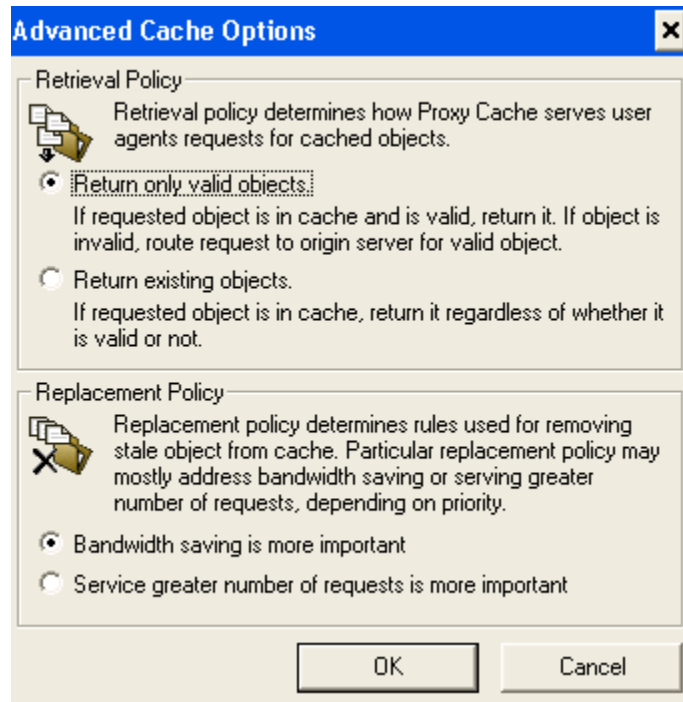 Advanced Cache Options
Retrieval Policy
Retrieval policy determines how Proxy Cache serves user
agents requests for cached objects.
Return only valid objects.
If requested object is in cache and is valid, return it. If object is
invalid, route request to origin server for valid object.
Return existing objects.
If requested object is in cache, return it regardless of whether it
is valid or not.
Replacement Policy
Replacement policy determines rules used for removing
stale object from cache. Particular replacement policy may
mostly address bandwidth saving or serving greater
number of requests, depending on priority.
Bandwidth saving is more important
Service greater number of requests is more important
OK
Cancel